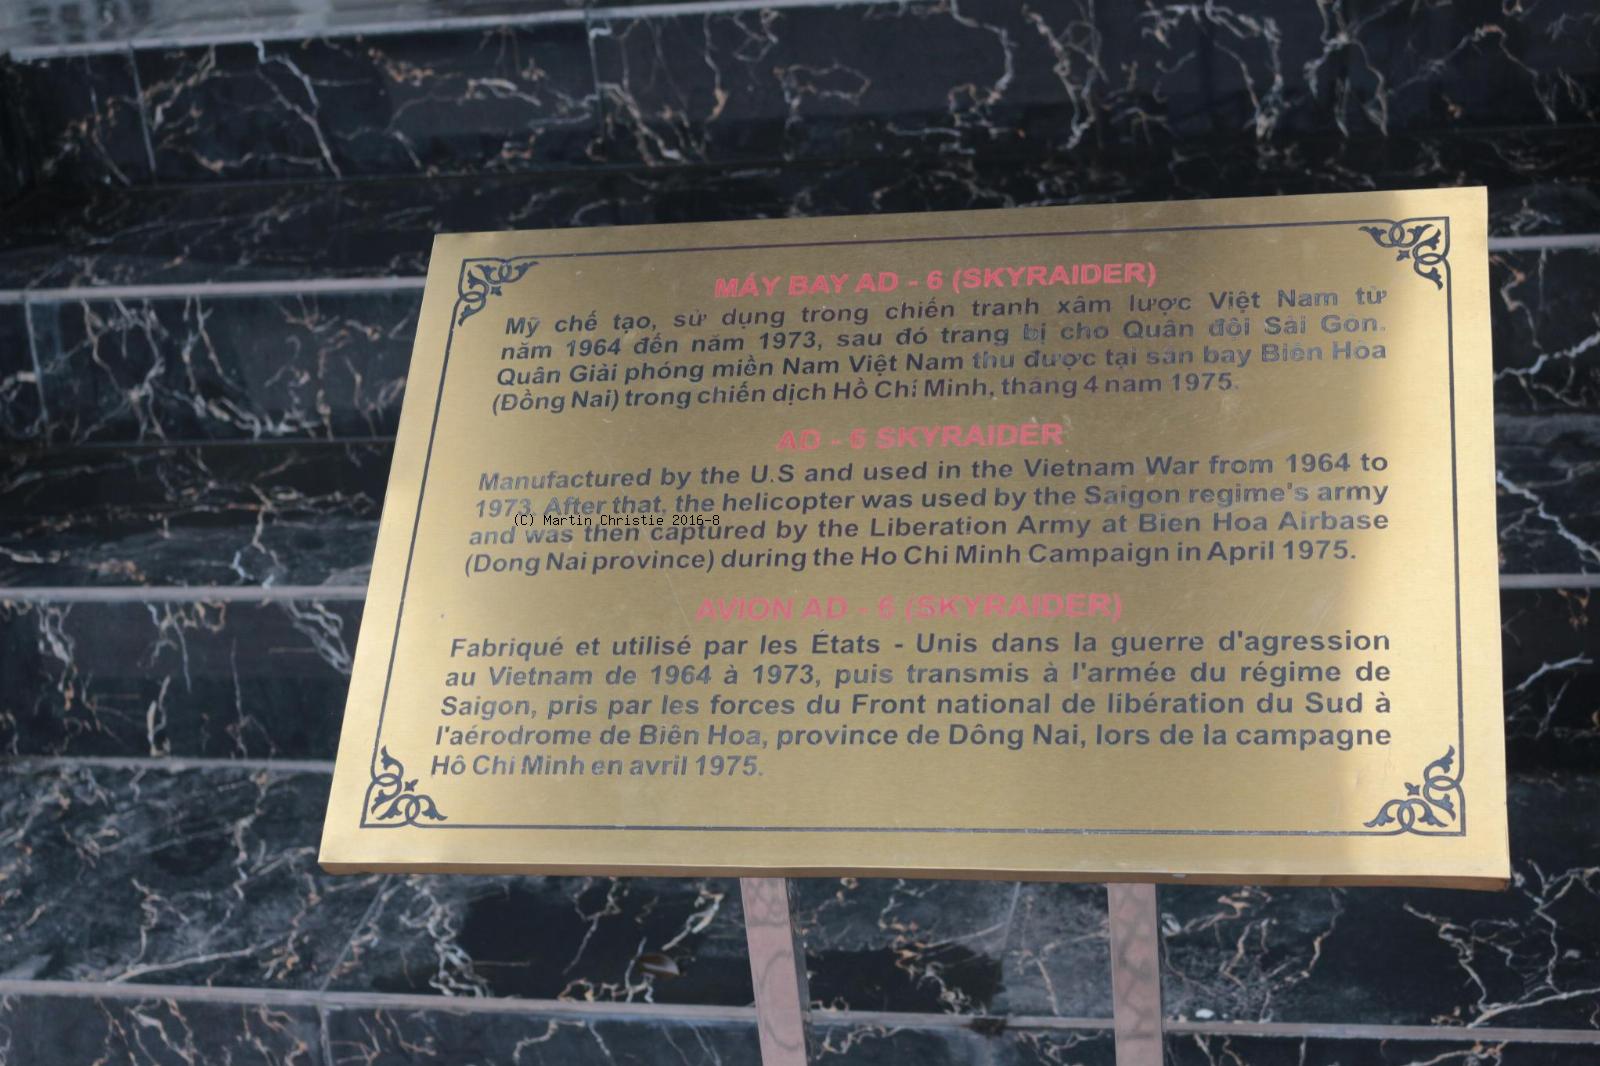 MÁY BAY AD - 6 (SKYRAIDER)
Mỹ chế tạo, sử dụng trong chiến tranh xâm lược Việt Nam từ
năm 1964 đến năm 1973, sau đó trang bị cho Quân đội Sài Gòn.
Quân Giải phóng miền Nam Việt Nam thu được tại sân bay Biên Hòa
(Đồng Nai) trong chiến dịch Hồ Chí Minh, tháng 4 nam 1975.
AD - 6 SKYRAIDER
Manufactured by the U.S and used in the Vietnam War from 1964 to
1973. After that, the helicopter was used by the Saigon regime's army
(C) Martin Christie 2016-8
and was then captured by the Liberation Army at Bien Hoa Airbase
(Dong Nai province) during the Ho Chi Minh Campaign in April 1975.
AVION AD - 6 (SKYRAIDER)
Fabriqué et utilisé par les États - Unis dans la guerre d'agression
au Vietnam de 1964 à 1973, puis transmis à l'armée du régime de
Saigon, pris par les forces du Front national de libération du Sud à
l'aérodrome de Biên Hoa, province de Dông Nai, lors de la campagne
Hô Chi Minh en avril 1975.